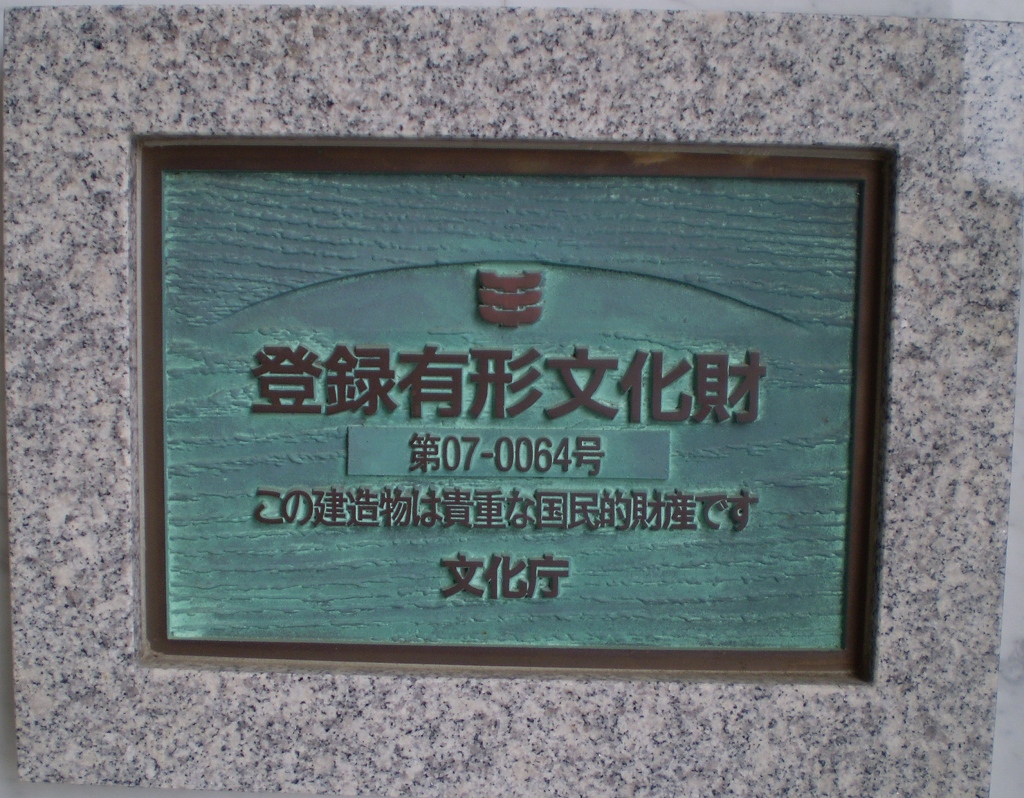 登録有形文化財
第07-0064号
この建造物は貴重な国民的財産です
文化庁